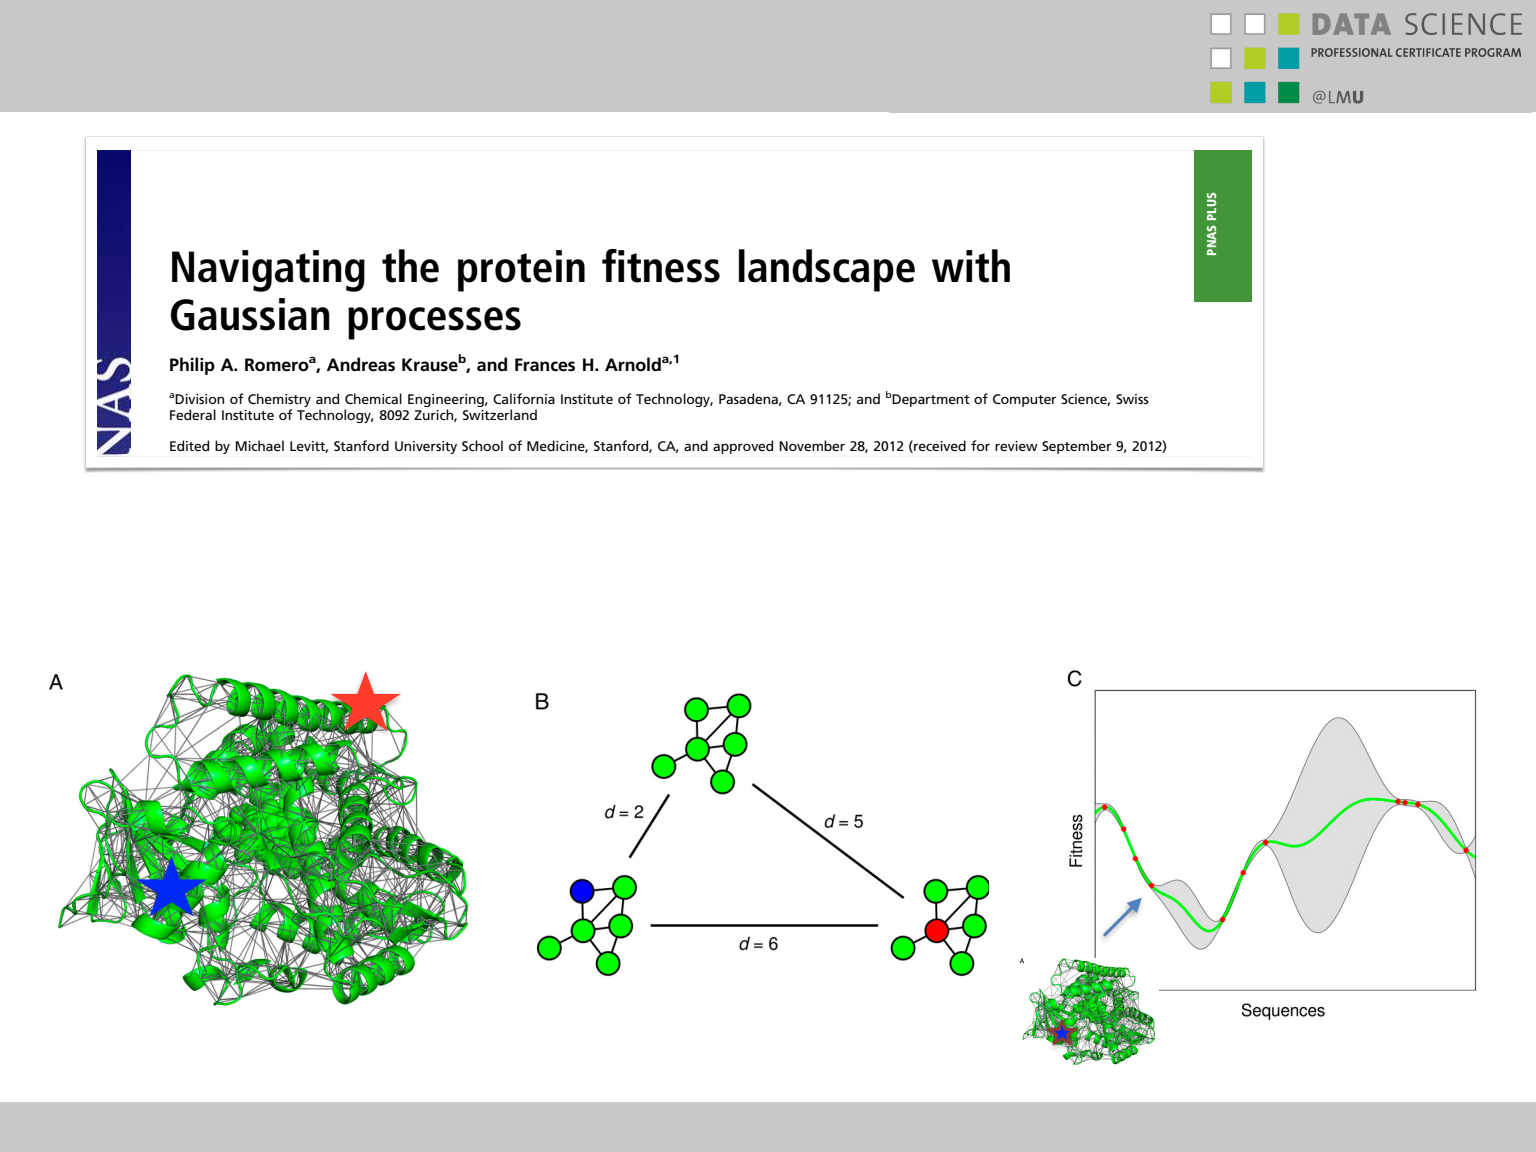 DATA SCIENCE
PROFESSIONAL CERTIFICATE PROGRAM
@LMU
PNAS PLUS
NAS
Navigating the protein fitness landscape with
Gaussian processes
Philip A. Romeroa, Andreas Krauseb, and Frances H. Arnolda,1
aDivision of Chemistry and Chemical Engineering, California Institute of Technology, Pasadena, CA 91125; and bDepartment of Computer Science, Swiss
Federal Institute of Technology, 8092 Zurich, Switzerland
Edited by Michael Levitt, Stanford University School of Medicine, Stanford, CA, and approved November 28, 2012 (received for review September 9, 2012)
A
B
d = 2
d = 5
d = 6
C
Fitness
Sequences
A